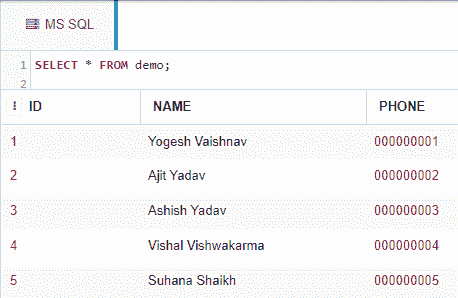 MS SQL
1 SELECT * FROM demo;
2
ID NAME PHONE
1 Yogesh Vaishnav 000000001
2 Ajit Yadav 000000002
3 Ashish Yadav 000000003
4 Vishal Vishwakarma 000000004
5 Suhana Shaikh 000000005